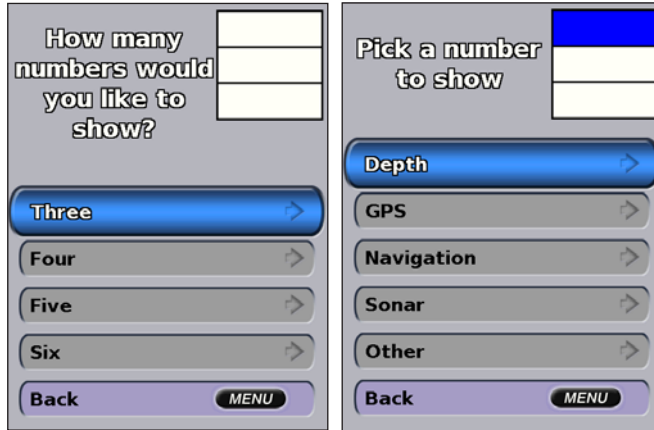 How many
numbers would
you like to
show?
Three
Four
Five
Six
Back MENU
Pick a number
to show
Depth
GPS
Navigation
Sonar
Other
Back MENU